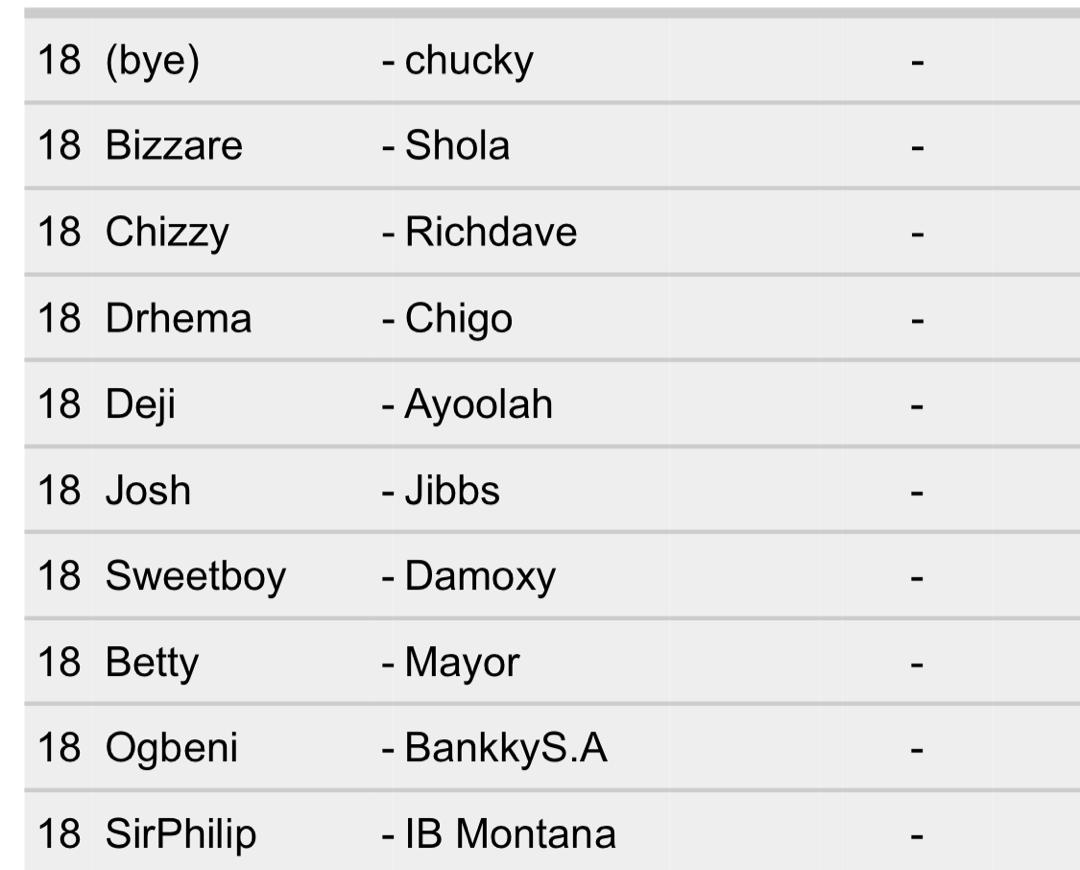 18 (bye) - chucky -
18 Bizzare - Shola -
18 Chizzy - Richdave -
18 Drhema - Chigo -
18 Deji - Ayoolah -
18 Josh - Jibbs -
18 Sweetboy - Damoxy -
18 Betty - Mayor -
18 Ogbeni - BankkyS.A -
18 SirPhilip - IB Montana -